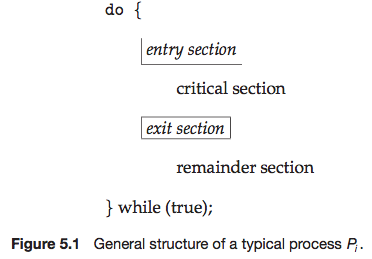 do {
entry section
critical section
exit section
remainder section
} while (true);
Figure 5.1 General structure of a typical process Pi.